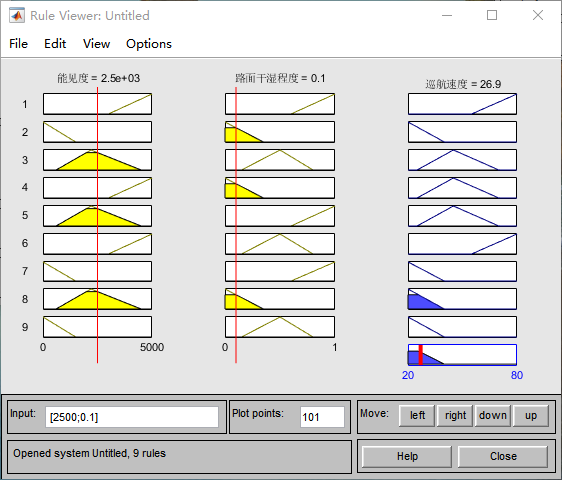 Rule Viewer: Untitled
File Edit View Options
能见度 = 2.5e+03 路面干湿程度 = 0.1 巡航速度 = 26.9
1
2
3
4
5
6
7
8
9
0 5000 0 1
20 80
Input: [2500;0.1] Plot points: 101 Move: left right down up
Opened system Untitled, 9 rules Help Close